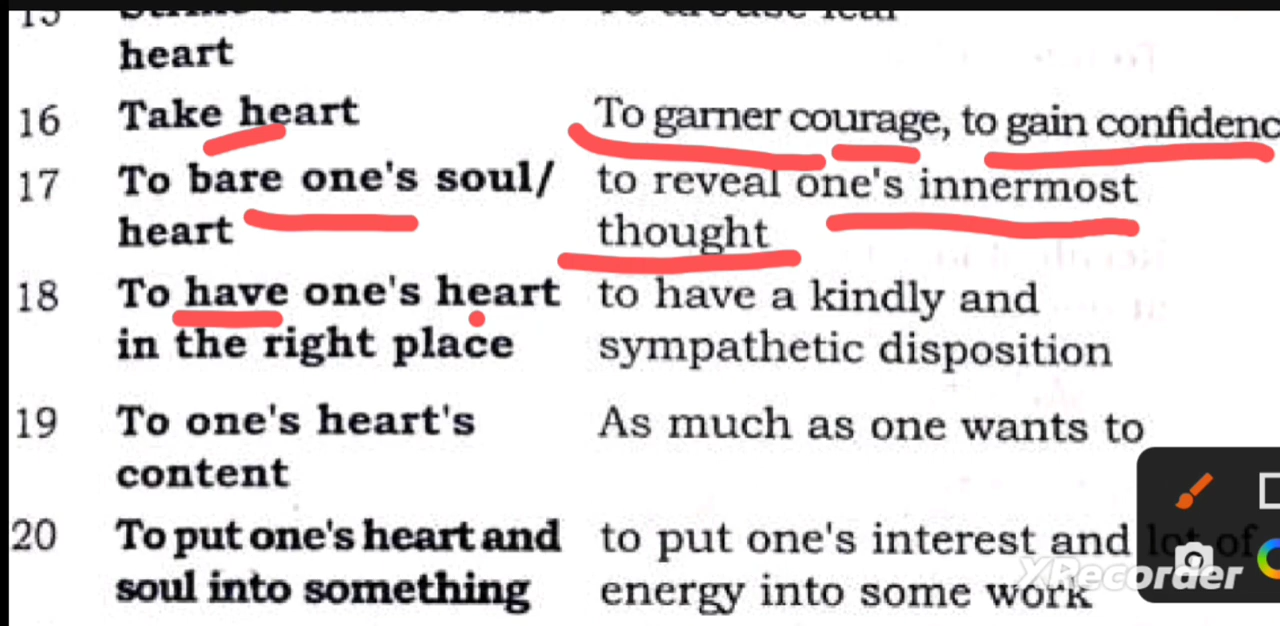 heart
16 Take heart To garner courage, to gain confidenc
17 To bare one's soul/ to reveal one's innermost
heart thought
18 To have one's heart to have a kindly and
in the right place sympathetic disposition
19 To one's heart's As much as one wants to
content
20 To put one's heart and to put one's interest and lot of
soul into something energy into some work
XRecorder